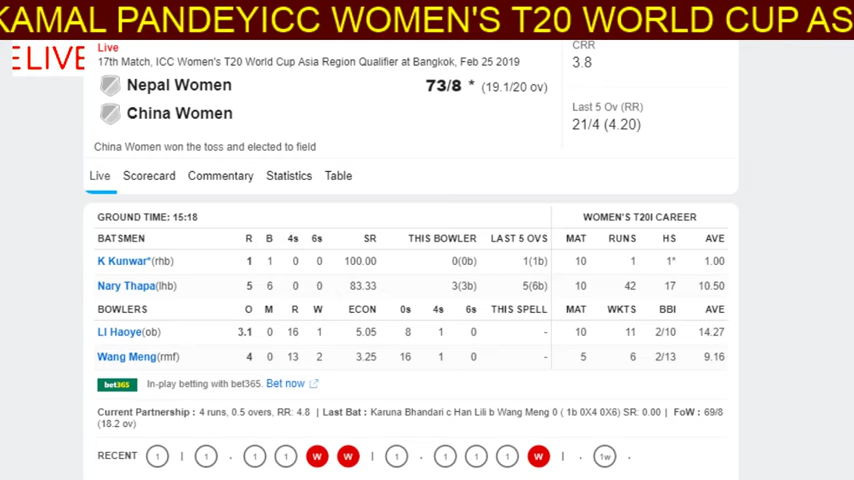 KAMAL PANDEYICC WOMEN'S T20 WORLD CUP AS
ELIVE
Live
17th Match, ICC Women's T20 World Cup Asia Region Qualifier at Bangkok, Feb 25 2019
Nepal Women 73/8 * (19.1/20 ov)
China Women
China Women won the toss and elected to field
CRR
3.8
Last 5 Ov (RR)
21/4 (4.20)
Live Scorecard Commentary Statistics Table
GROUND TIME: 15:18 WOMEN'S T20I CAREER
BATSMEN R B 4s 6s SR THIS BOWLER LAST 5 OVS MAT RUNS HS AVE
K Kunwar*(rhb) 1 1 0 0 100.00 0(0b) 1(1b) 10 1 1* 1.00
Nary Thapa(lhb) 5 6 0 0 83.33 3(3b) 5(6b) 10 42 17 10.50
BOWLERS O M R W ECON 0s 4s 6s THIS SPELL MAT WKTS BBI AVE
LI Haoye(ob) 3.1 0 16 1 5.05 8 1 0 - 10 11 2/10 14.27
Wang Meng(rmf) 4 0 13 2 3.25 16 1 0 - 5 6 2/13 9.16
bet365 In-play betting with bet365. Bet now
Current Partnership : 4 runs, 0.5 overs, RR: 4.8 | Last Bat : Karuna Bhandari c Han Lili b Wang Meng 0 ( 1b 0X4 0X6) SR: 0.00 | FoW : 69/8
(18.2 ov)
RECENT 1 | 1 . 1 1 W W | 1 . 1 1 1 W | . 1w .